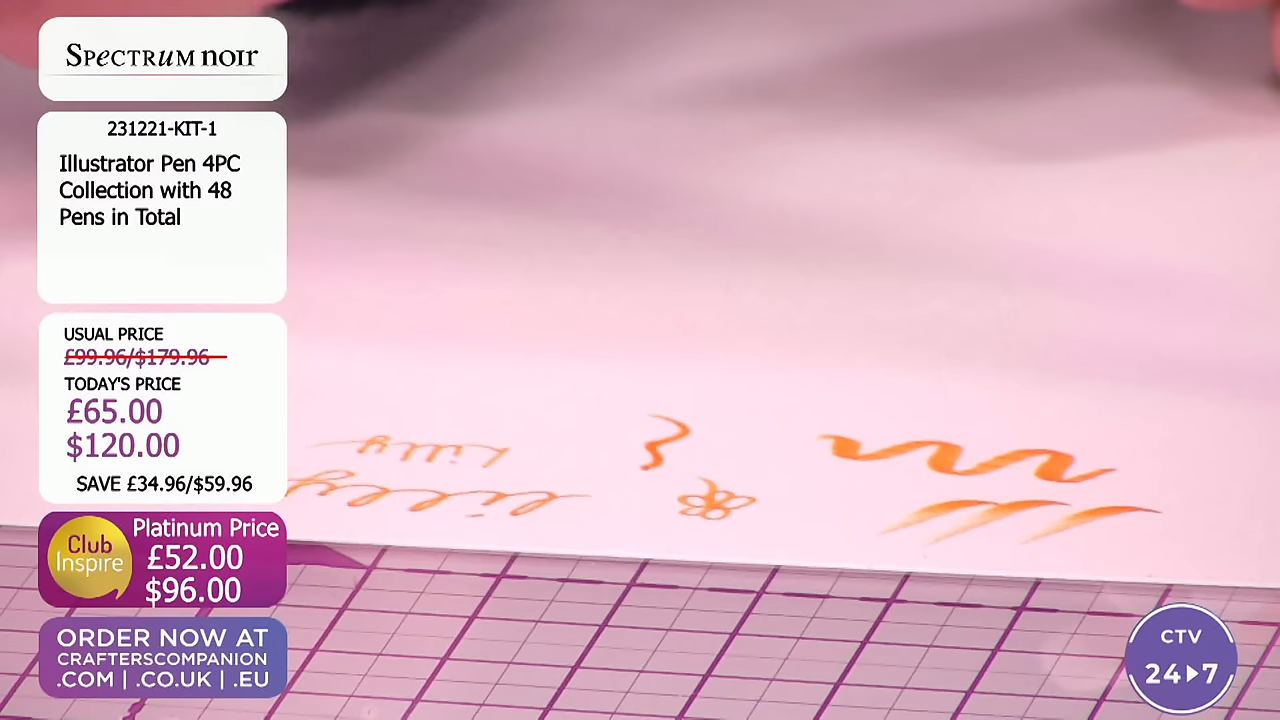 SPeCTRUM noır
231221-KIT-1
Illustrator Pen 4PC
Collection with 48
Pens in Total
USUAL PRICE
£99.96/$179.96
TODAY'S PRICE
£65.00
$120.00
SAVE £34.96/$59.96
Club
Inspire
Platinum Price
£52.00
$96.00
ORDER NOW AT
CRAFTERSCOMPANION
.COM | .CO.UK | .EU
Lilly
lilly
CTV
24▶7